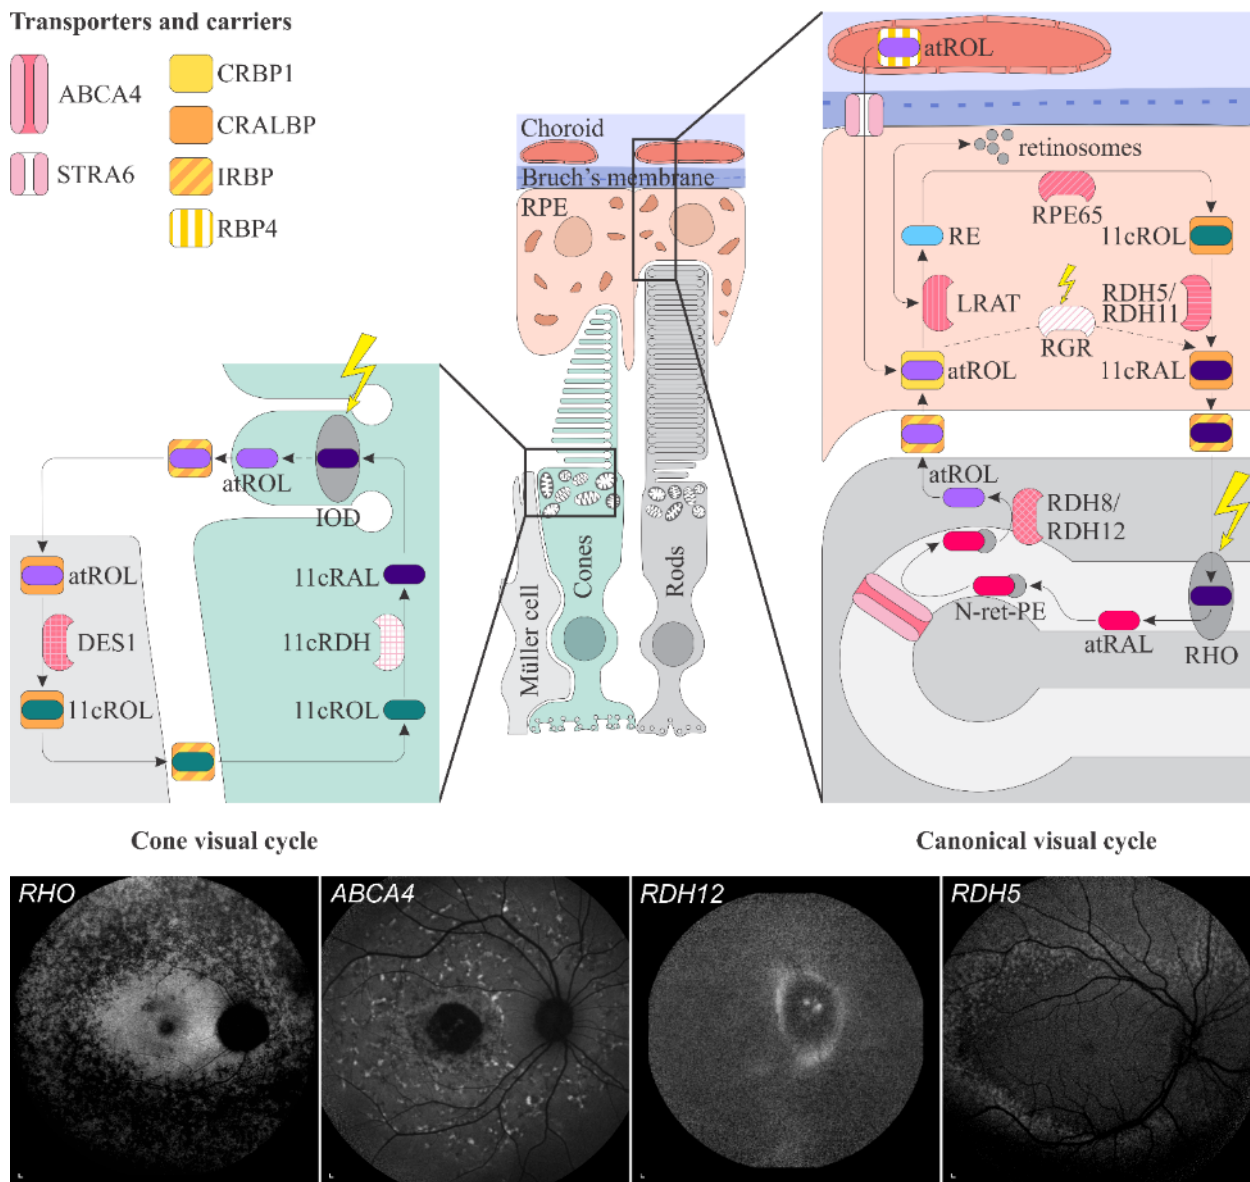 Transporters and carriers
ABCA4
STRA6
CRBP1
CRALBP
IRBP
RBP4
Choroid
Bruch's membrane
RPE
Müller cell
Cones
Rods
atROL
retinosomes
RPE65
RE
11cROL
LRAT
RGR
RDH5/
RDH11
atROL
11cRAL
atROL
RDH8/
RDH12
N-ret-PE
atRAL
RHO
atROL
IOD
atROL
11cRAL
DES1
11cRDH
11cROL
11cROL
Cone visual cycle
Canonical visual cycle
RHO
ABCA4
RDH12
RDH5